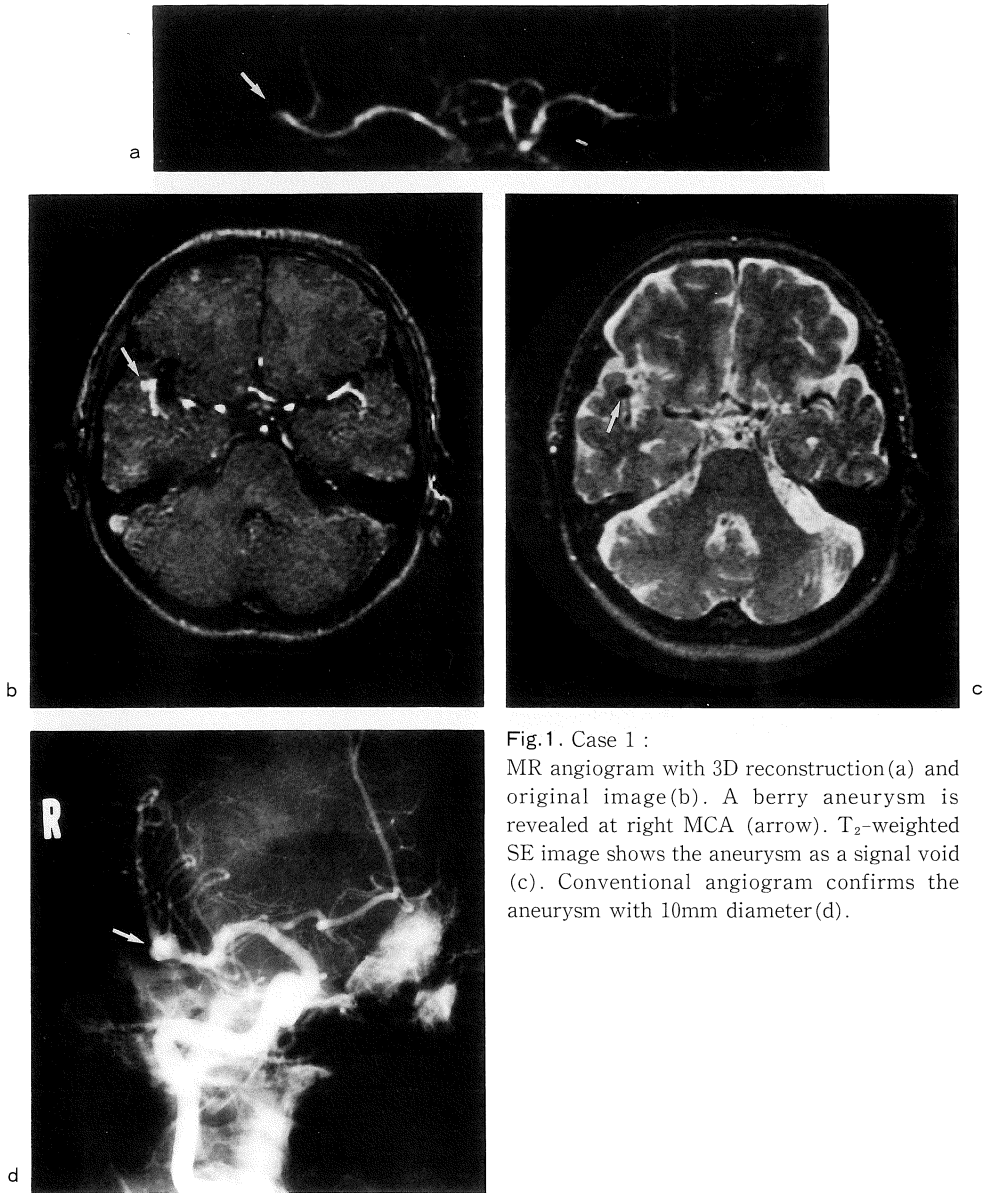 a
b
c
R
d
Fig.1. Case 1 :
MR angiogram with 3D reconstruction(a) and
original image(b). A berry aneurysm is
revealed at right MCA (arrow). T₂-weighted
SE image shows the aneurysm as a signal void
(c). Conventional angiogram confirms the
aneurysm with 10mm diameter(d).